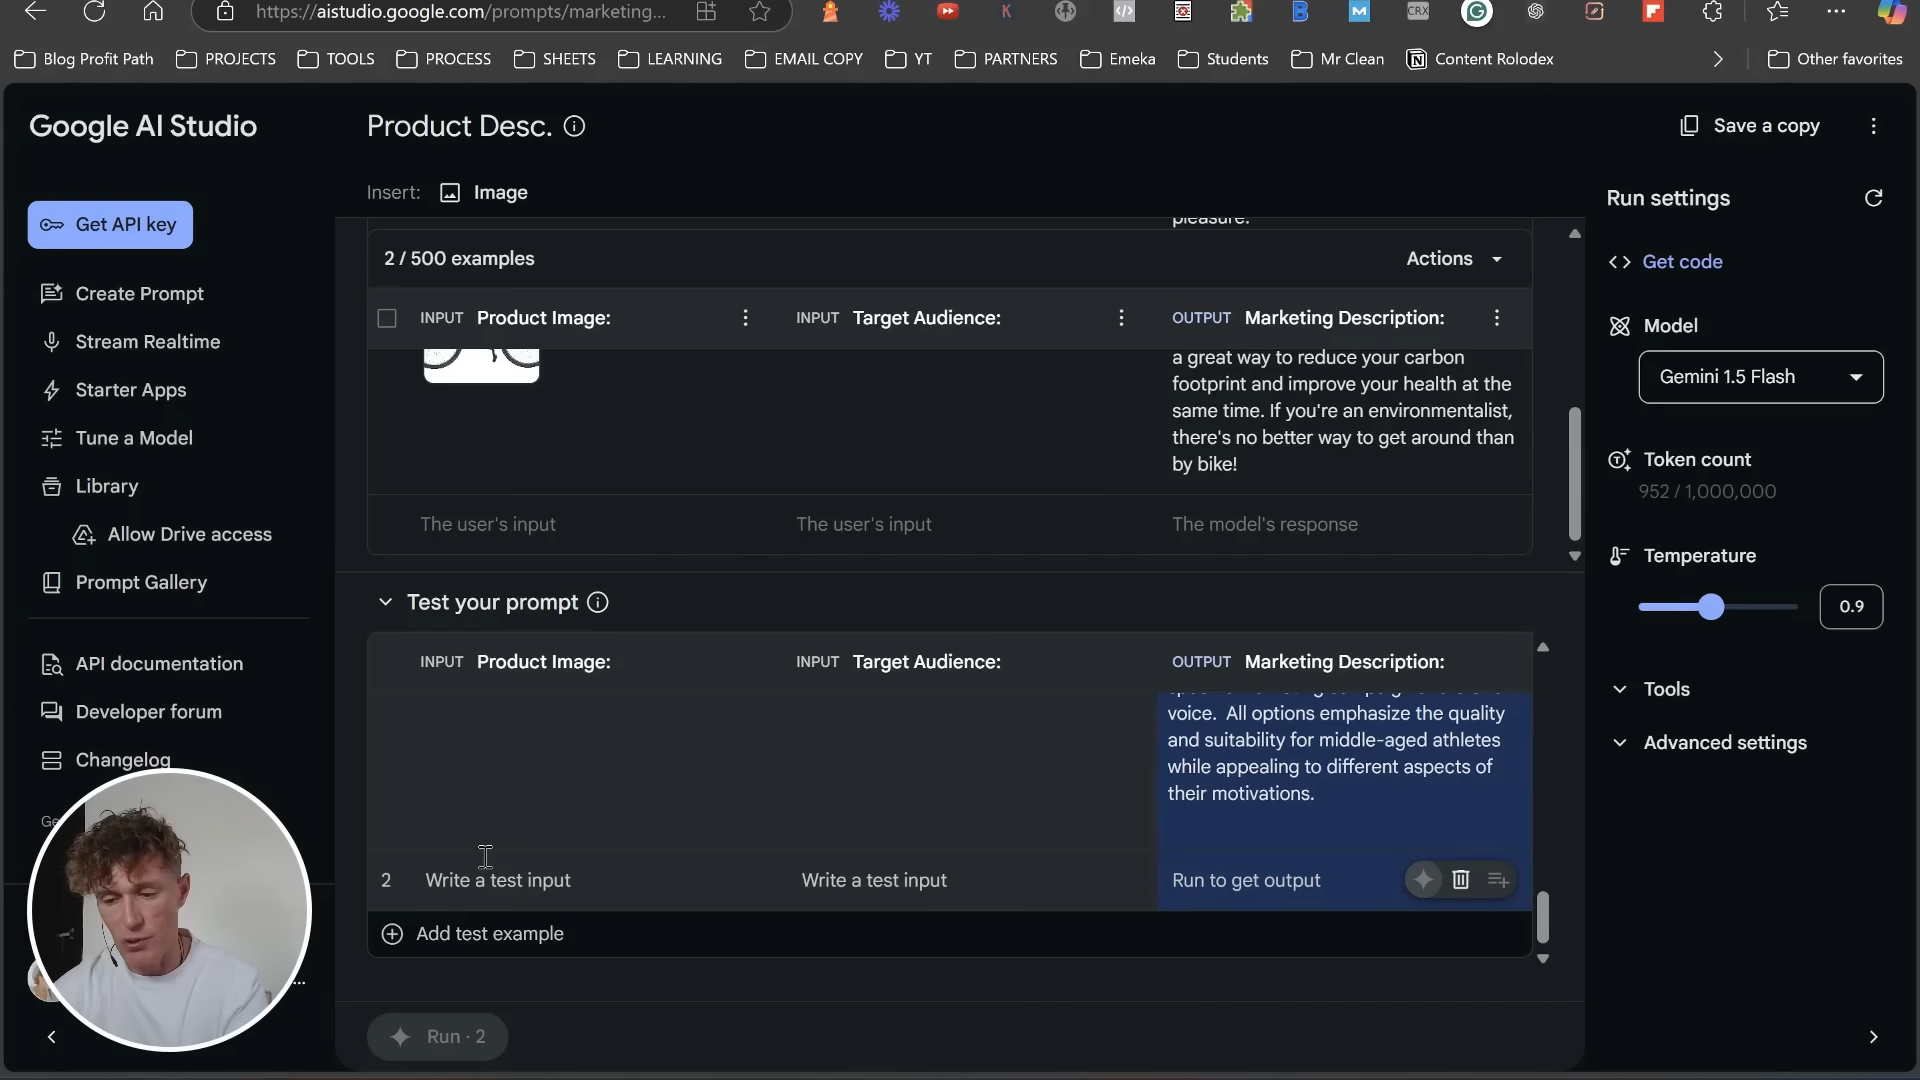 https://aistudio.google.com/prompts/marketing...
Blog Profit Path
PROJECTS
TOOLS
PROCESS
SHEETS
LEARNING
EMAIL COPY
YT
PARTNERS
Emeka
Students
Mr Clean
Content Rolodex
Other favorites
Google AI Studio
Product Desc.
Save a copy
Insert: Image
Run settings
Get API key
pleasure.
2 / 500 examples
Actions
Get code
Create Prompt
INPUT Product Image:
INPUT Target Audience:
OUTPUT Marketing Description:
Model
Stream Realtime
a great way to reduce your carbon
footprint and improve your health at the
same time. If you're an environmentalist,
there's no better way to get around than
by bike!
Gemini 1.5 Flash
Starter Apps
Tune a Model
Token count
952 / 1,000,000
Library
The user's input
The user's input
The model's response
Allow Drive access
Temperature
0.9
Prompt Gallery
Test your prompt
API documentation
INPUT Product Image:
INPUT Target Audience:
OUTPUT Marketing Description:
Tools
Developer forum
voice. All options emphasize the quality
and suitability for middle-aged athletes
while appealing to different aspects of
their motivations.
Advanced settings
Changelog
2
Write a test input
Write a test input
Run to get output
Add test example
Run · 2